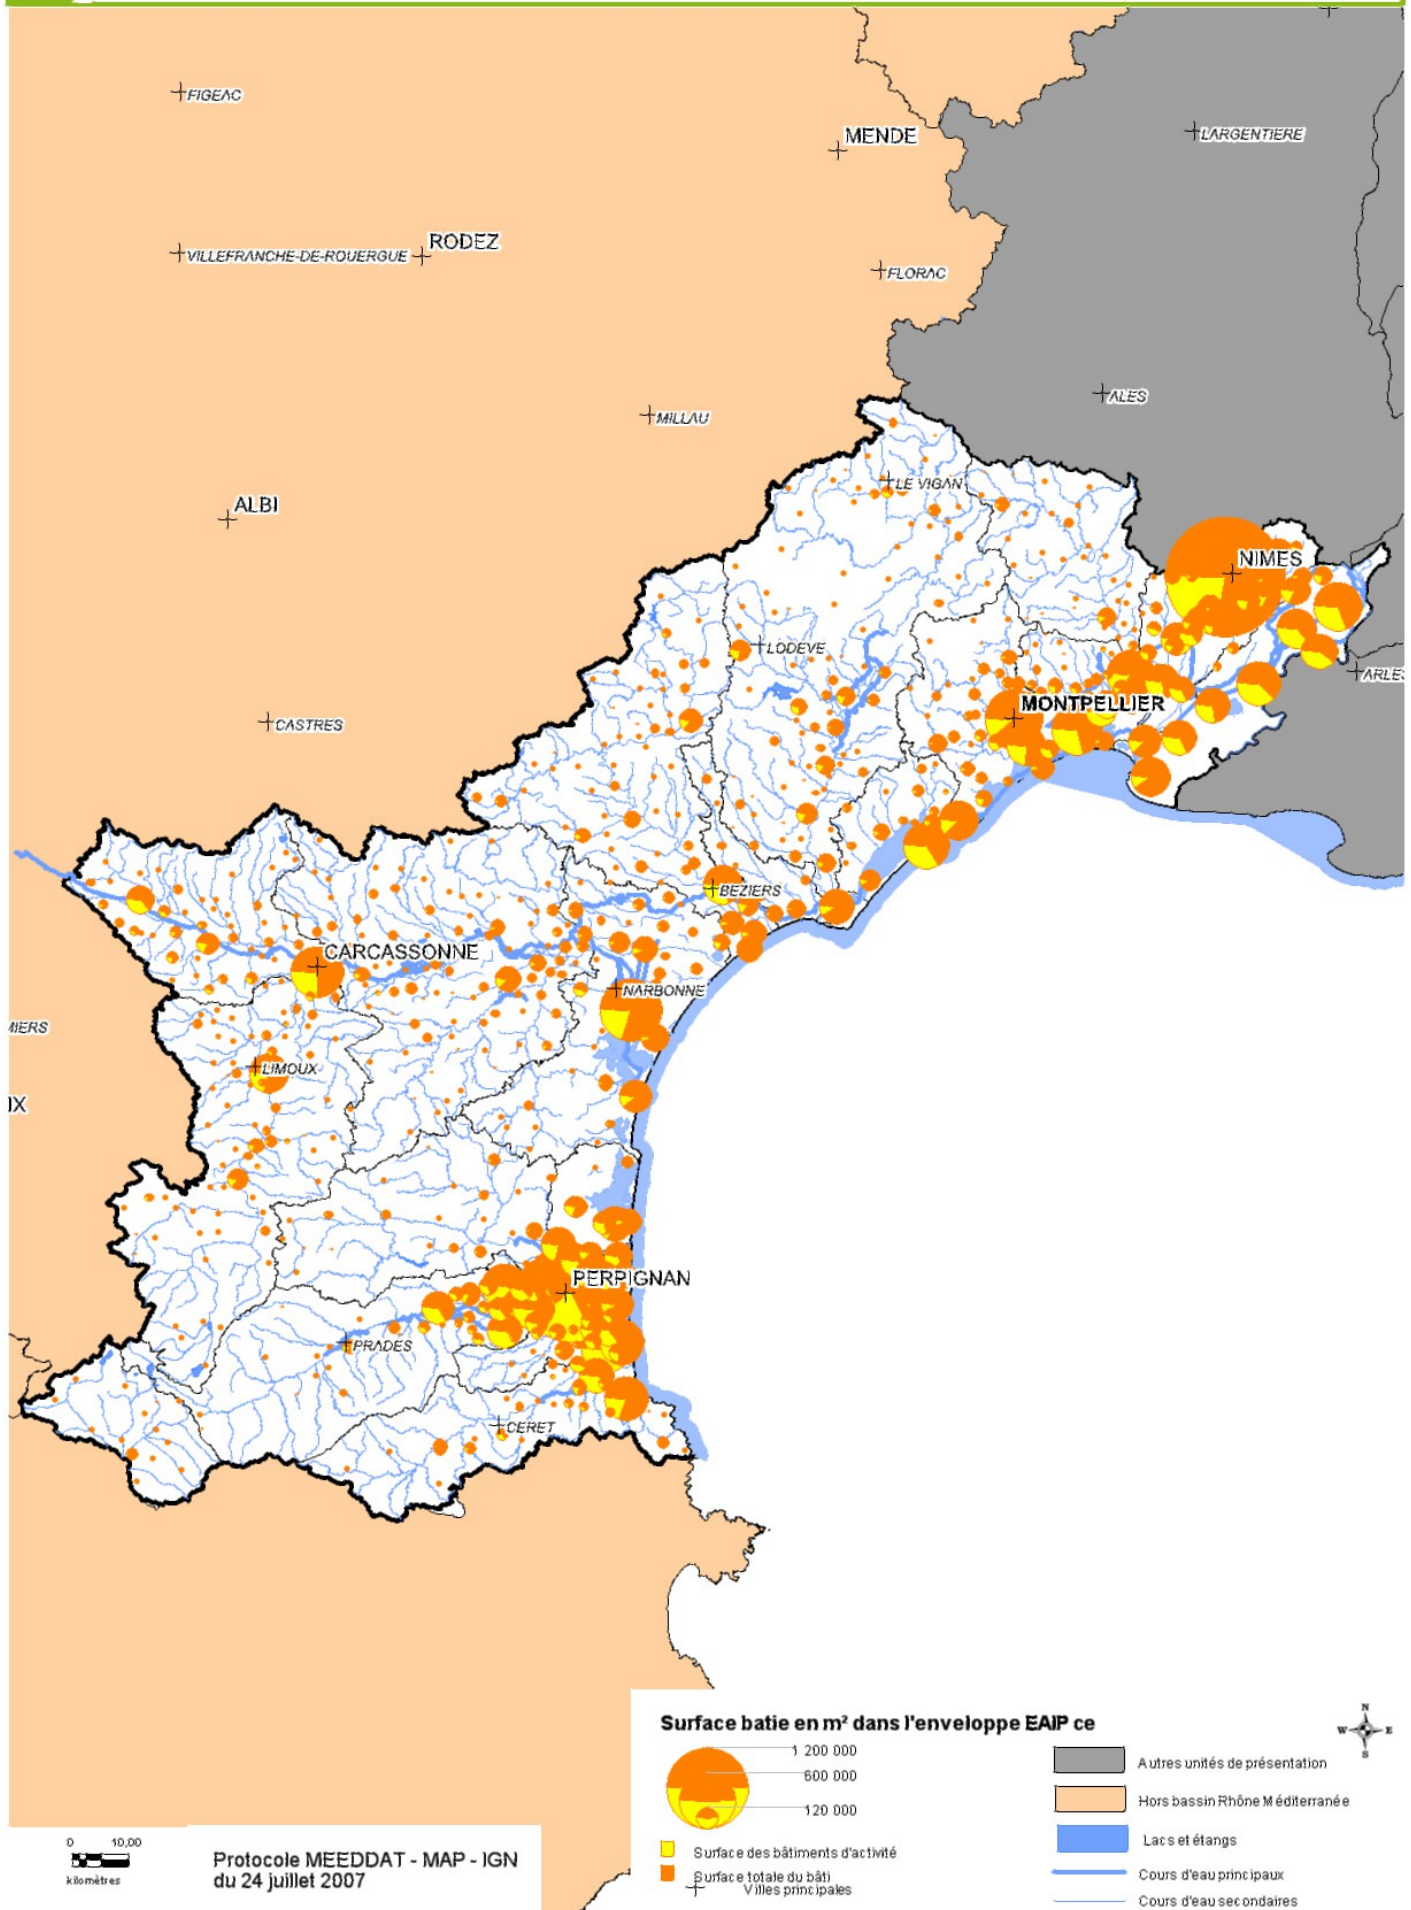 FIGEAC
MENDE
LARGENTIERE
RODEZ
VILLEFRANCHE-DE-ROUERGUE
FLORAC
ALES
MILLAU
LE VIGAN
ALBI
NIMES
LODEVE
ARLES
MONTPELLIER
CASTRES
BEZIERS
CARCASSONNE
NARBONNE
MIERS
LIMOUX
IX
PERPIGNAN
PRADES
CERET
Surface batie en m² dans l'enveloppe EAIP ce
N
W E
S
1 200 000
600 000
120 000
Surface des bâtiments d'activité
Surface totale du bâti
Villes principales
Autres unités de présentation
Hors bassin Rhône Méditerranée
Lacs et étangs
Cours d'eau principaux
Cours d'eau secondaires
0 10,00
kilomètres
Protocole MEEDDAT - MAP - IGN
du 24 juillet 2007